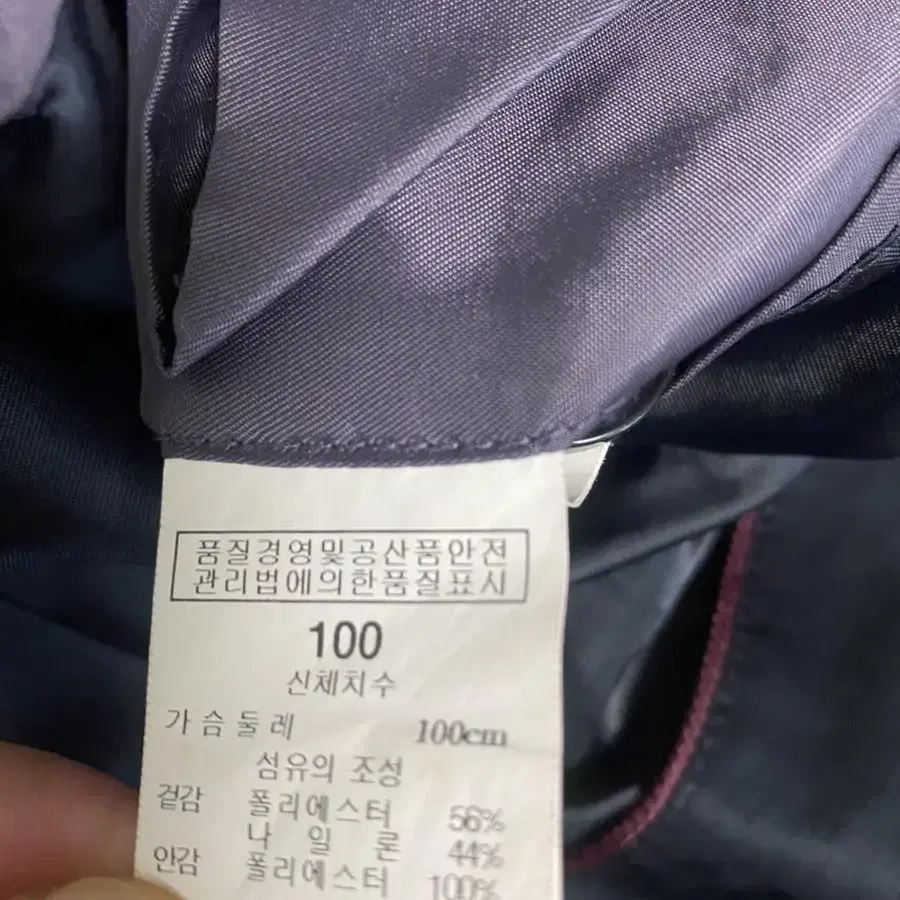 품질경영및공산품안전
관리법에의한품질표시
100
신체치수
가슴둘레 100cm
섬유의 조성
겉감 폴리에스터 56%
나 일 론 44%
안감 폴리에스터 100%